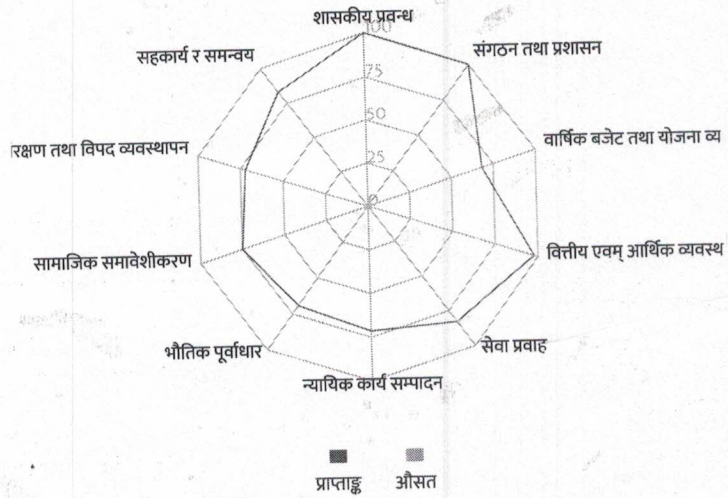 शासकीय प्रवन्ध
100
सहकार्य र समन्वय
संगठन तथा प्रशासन
75
50
वार्षिक बजेट तथा योजना व्य
रक्षण तथा विपद व्यवस्थापन
25
0
सामाजिक समावेशीकरण
वित्तीय एवम् आर्थिक व्यवस्थ
भौतिक पूर्वाधार
सेवा प्रवाह
न्यायिक कार्य सम्पादन
प्राप्ताङ्क औसत